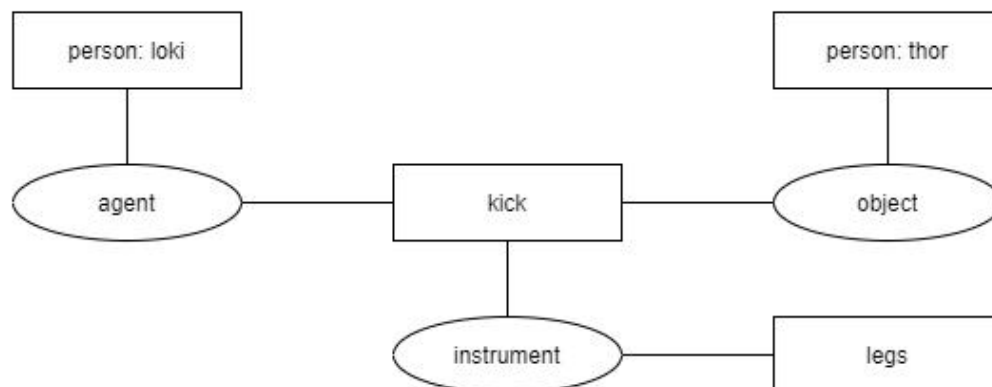 person: loki
person: thor
agent
kick
object
instrument
legs